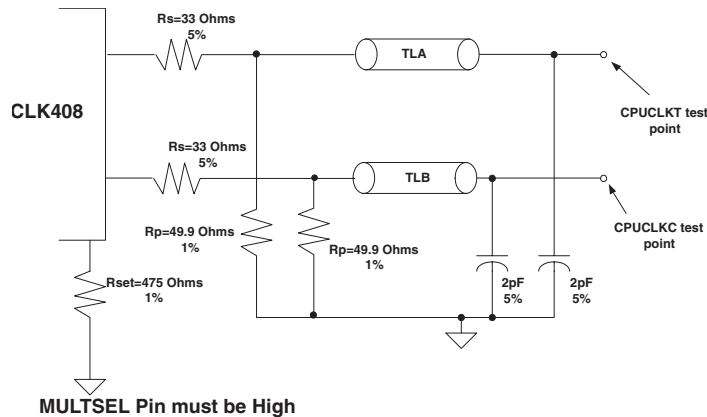 Rs=33 Ohms
5%
TLA
CLK408
CPUCLKT test
point
Rs=33 Ohms
5%
TLB
CPUCLKC test
point
Rp=49.9 Ohms
1%
Rp=49.9 Ohms
1%
Rset=475 Ohms
1%
2pF
5%
2pF
5%
MULTSEL Pin must be High